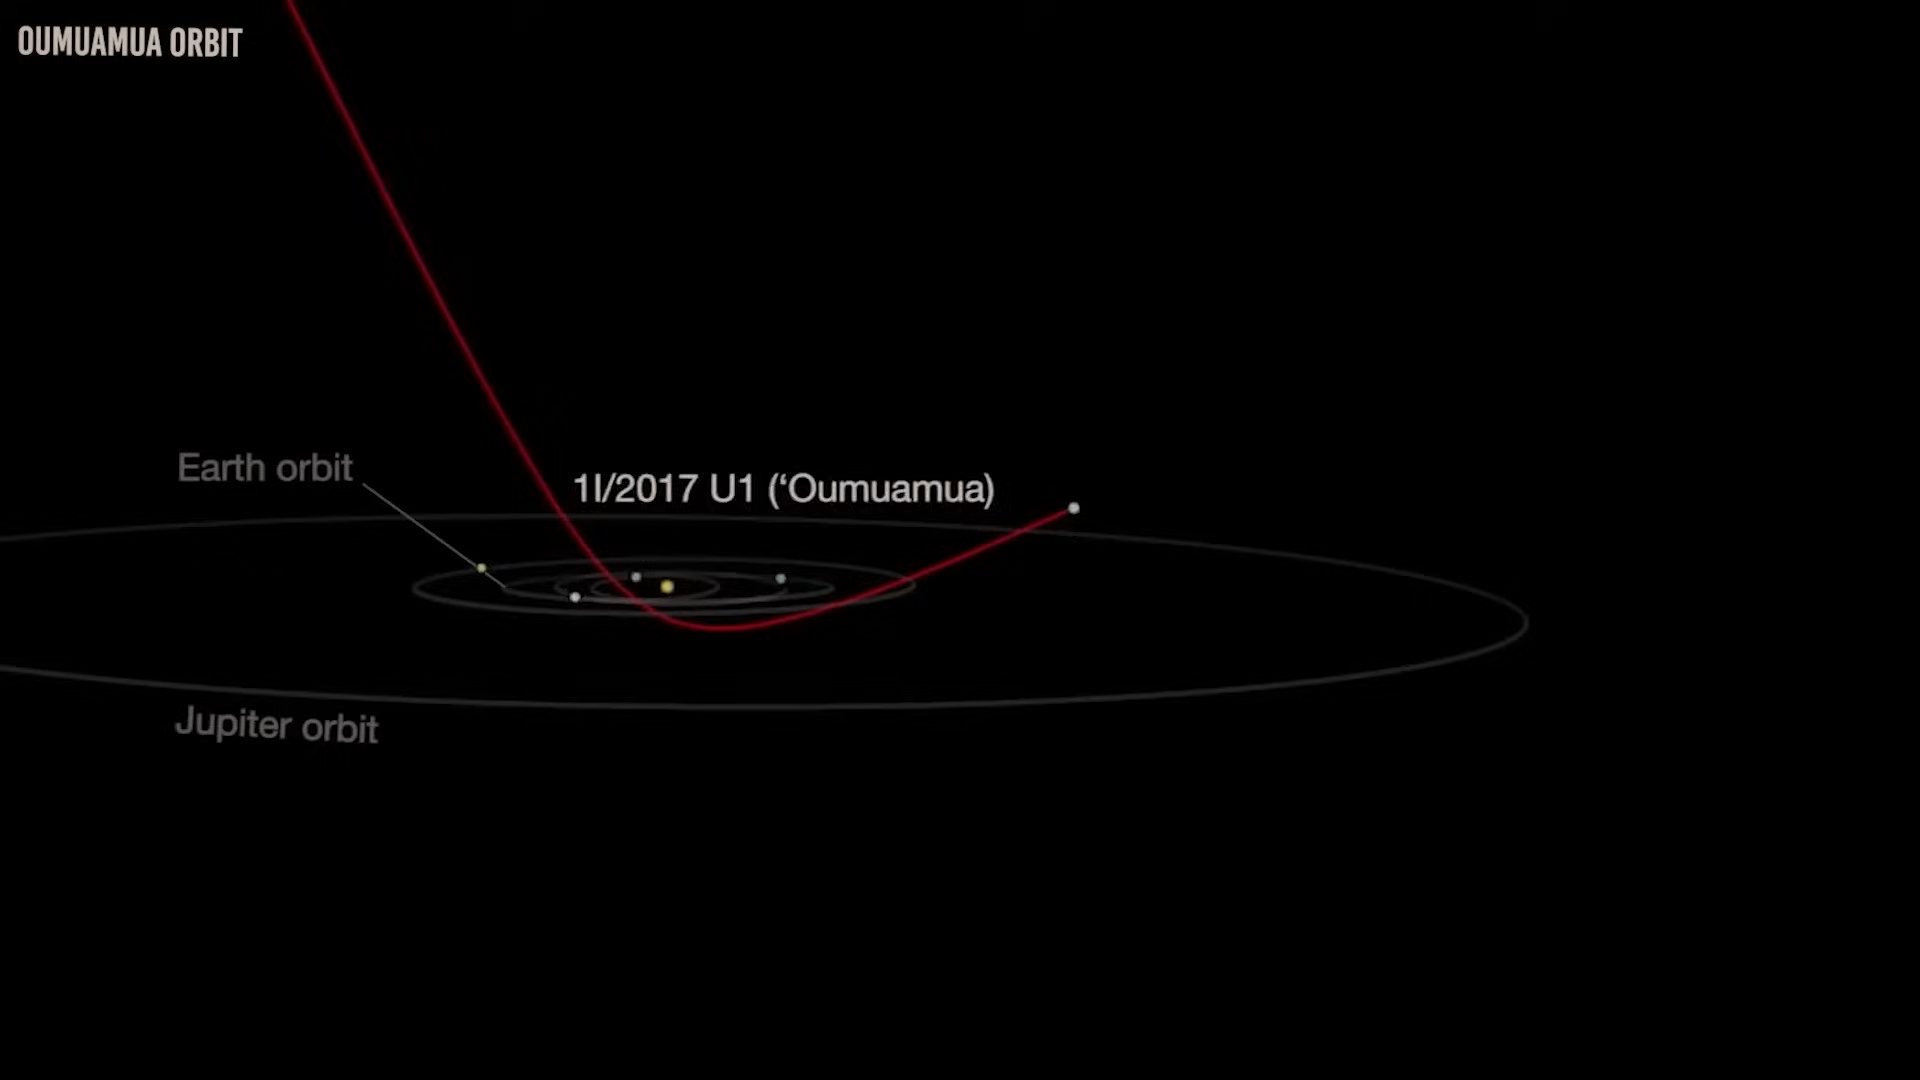 OUMUAMUA ORBIT
Earth orbit
1I/2017 U1 (‘Oumuamua)
Jupiter orbit